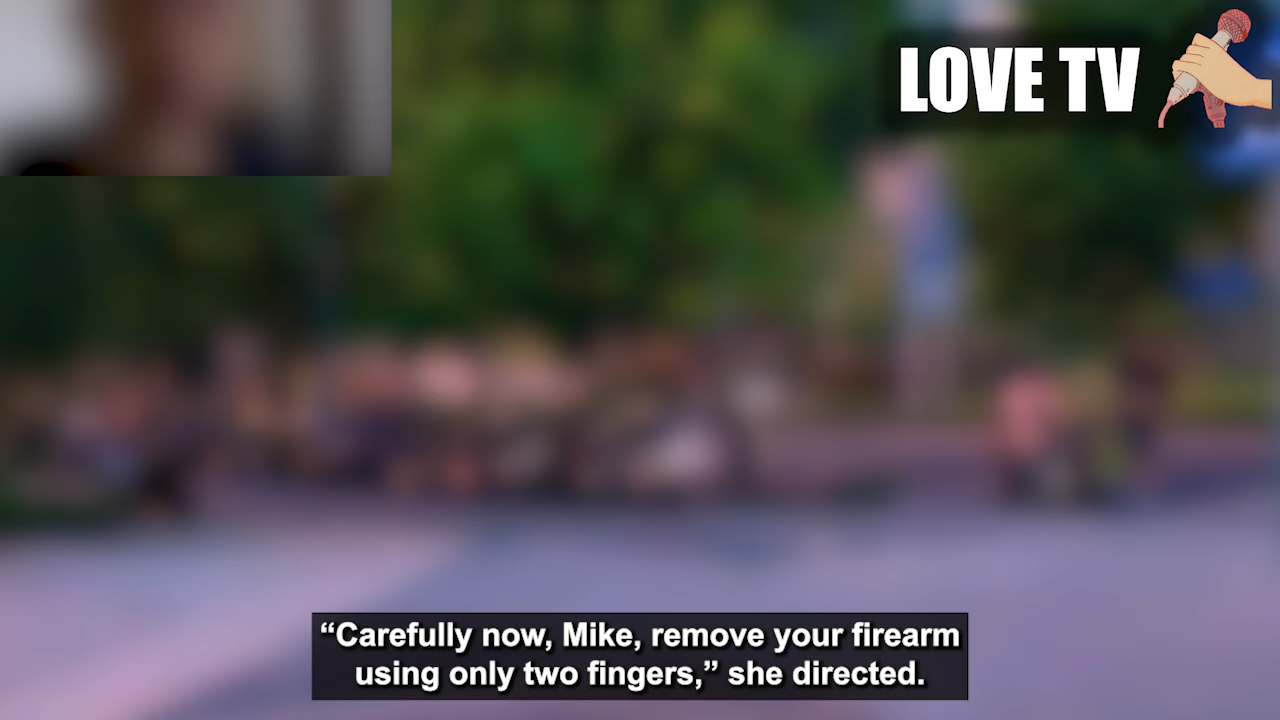 LOVE TV
“Carefully now, Mike, remove your firearm
using only two fingers,” she directed.